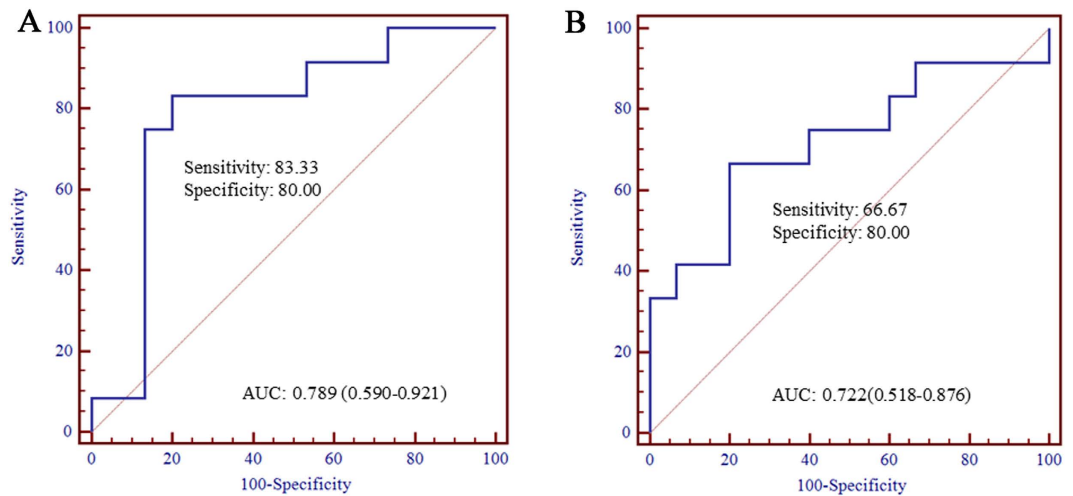 A
100
80
60
40
20
0
Sensitivity
Sensitivity: 83.33
Specificity: 80.00
AUC: 0.789 (0.590-0.921)
0 20 40 60 80 100
100-Specificity
B
100
80
60
40
20
0
Sensitivity
Sensitivity: 66.67
Specificity: 80.00
AUC: 0.722(0.518-0.876)
0 20 40 60 80 100
100-Specificity